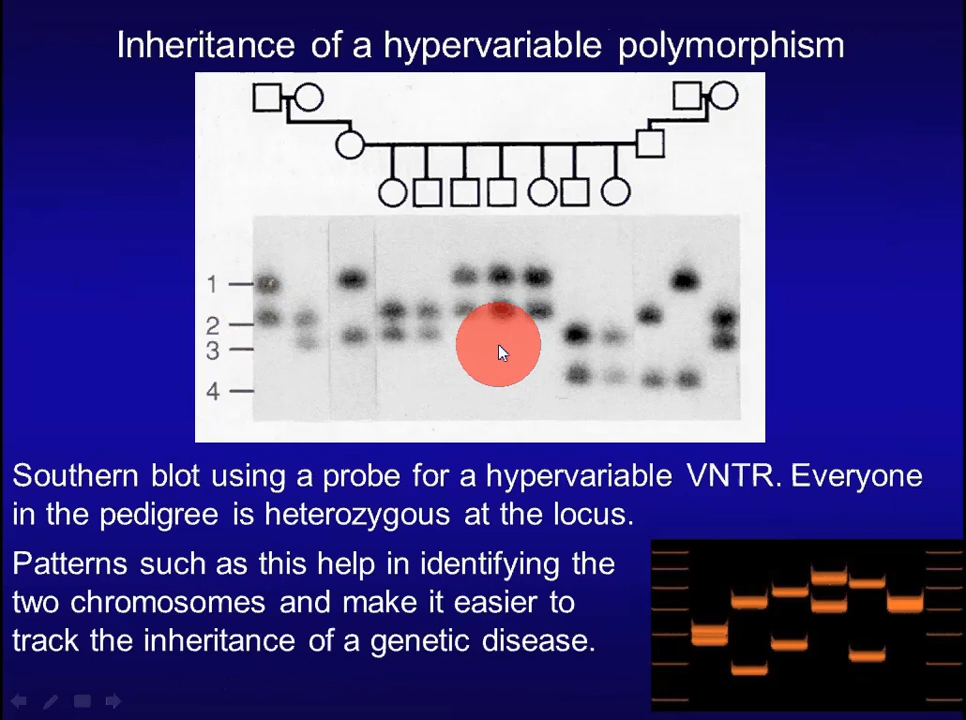 Inheritance of a hypervariable polymorphism
1
2
3
4
Southern blot using a probe for a hypervariable VNTR. Everyone
in the pedigree is heterozygous at the locus.
Patterns such as this help in identifying the
two chromosomes and make it easier to
track the inheritance of a genetic disease.